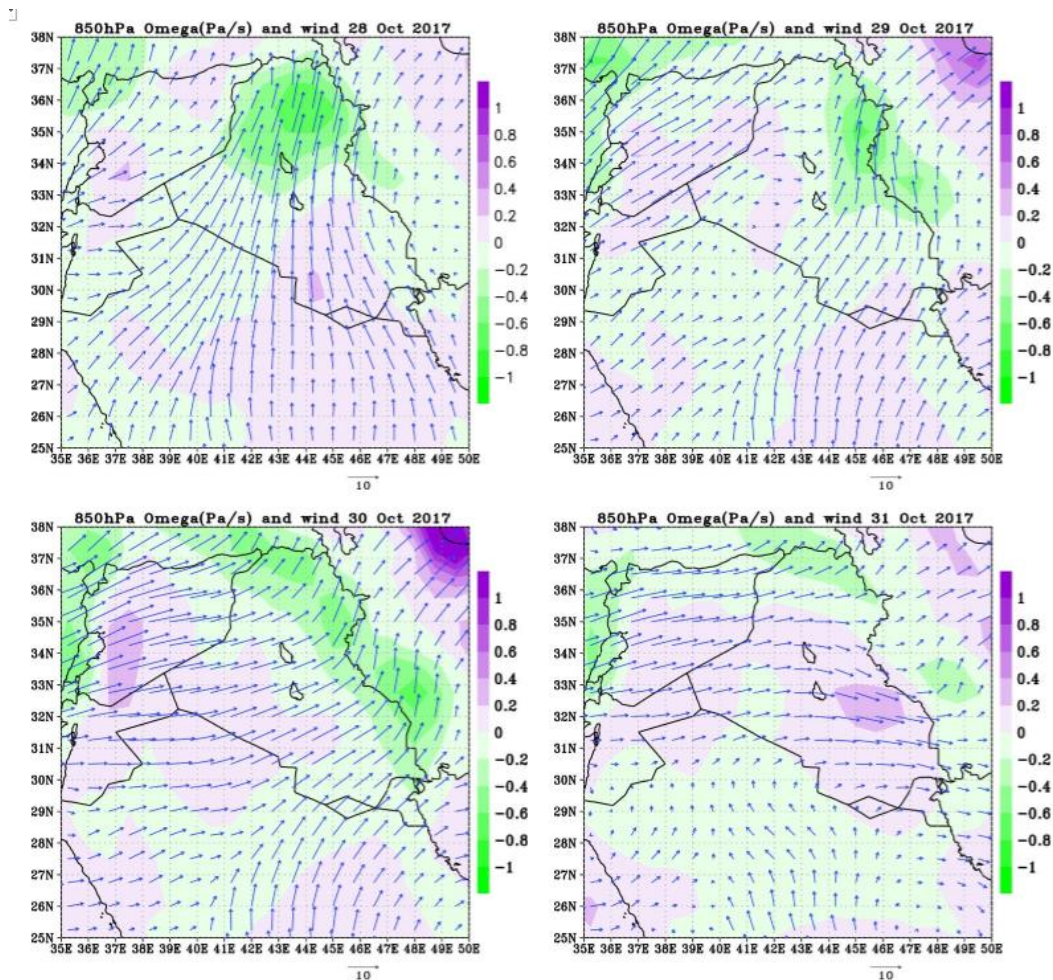 850hPa Omega(Pa/s) and wind 28 Oct 2017
38N
37N
36N
35N
34N
33N
32N
31N
30N
29N
28N
27N
26N
25N
35E 36E 37E 38E 39E 40E 41E 42E 43E 44E 45E 46E 47E 48E 49E 50E
10
1
0.8
0.6
0.4
0.2
0
-0.2
-0.4
-0.6
-0.8
-1
850hPa Omega(Pa/s) and wind 29 Oct 2017
38N
37N
36N
35N
34N
33N
32N
31N
30N
29N
28N
27N
26N
25N
35E 36E 37E 38E 39E 40E 41E 42E 43E 44E 45E 46E 47E 48E 49E 50E
10
1
0.8
0.6
0.4
0.2
0
-0.2
-0.4
-0.6
-0.8
-1
850hPa Omega(Pa/s) and wind 30 Oct 2017
38N
37N
36N
35N
34N
33N
32N
31N
30N
29N
28N
27N
26N
25N
35E 36E 37E 38E 39E 40E 41E 42E 43E 44E 45E 46E 47E 48E 49E 50E
10
1
0.8
0.6
0.4
0.2
0
-0.2
-0.4
-0.6
-0.8
-1
850hPa Omega(Pa/s) and wind 31 Oct 2017
38N
37N
36N
35N
34N
33N
32N
31N
30N
29N
28N
27N
26N
25N
35E 36E 37E 38E 39E 40E 41E 42E 43E 44E 45E 46E 47E 48E 49E 50E
10
1
0.8
0.6
0.4
0.2
0
-0.2
-0.4
-0.6
-0.8
-1